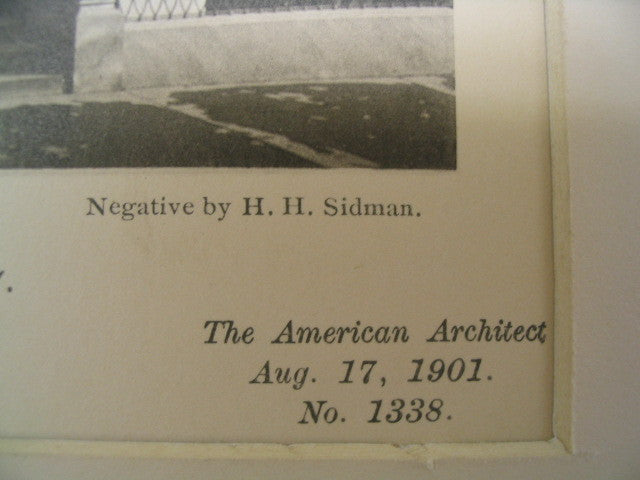 Negative by H. H. Sidman.
The American Architect
Aug. 17, 1901.
No. 1338.